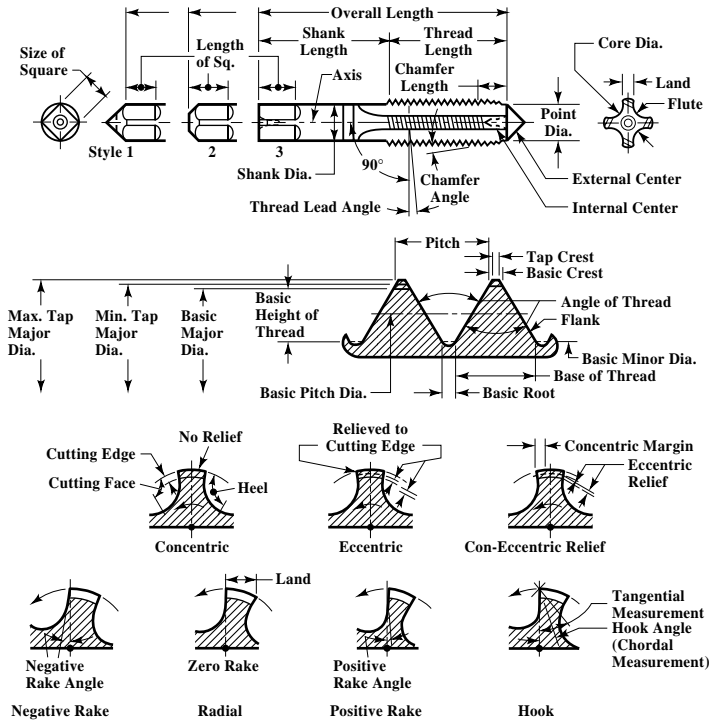 Overall Length
Shank
Length
Thread
Length
Length
of Sq.
Size of
Square
Axis
Chamfer
Length
Core Dia.
Land
Flute
Point
Dia.
Style 1
2
3
90°
Shank Dia.
Chamfer
Angle
External Center
Internal Center
Thread Lead Angle
Pitch
Tap Crest
Basic Crest
Max. Tap
Major
Dia.
Min. Tap
Major
Dia.
Basic
Major
Dia.
Basic
Height of
Thread
Angle of Thread
Flank
Basic Minor Dia.
Base of Thread
Basic Pitch Dia.
Basic Root
No Relief
Cutting Edge
Cutting Face
Heel
Concentric
Relieved to
Cutting Edge
Eccentric
Concentric Margin
Eccentric
Relief
Con-Eccentric Relief
Negative
Rake Angle
Negative Rake
Land
Zero Rake
Radial
Positive
Rake Angle
Positive Rake
Tangential
Measurement
Hook Angle
(Chordal
Measurement)
Hook